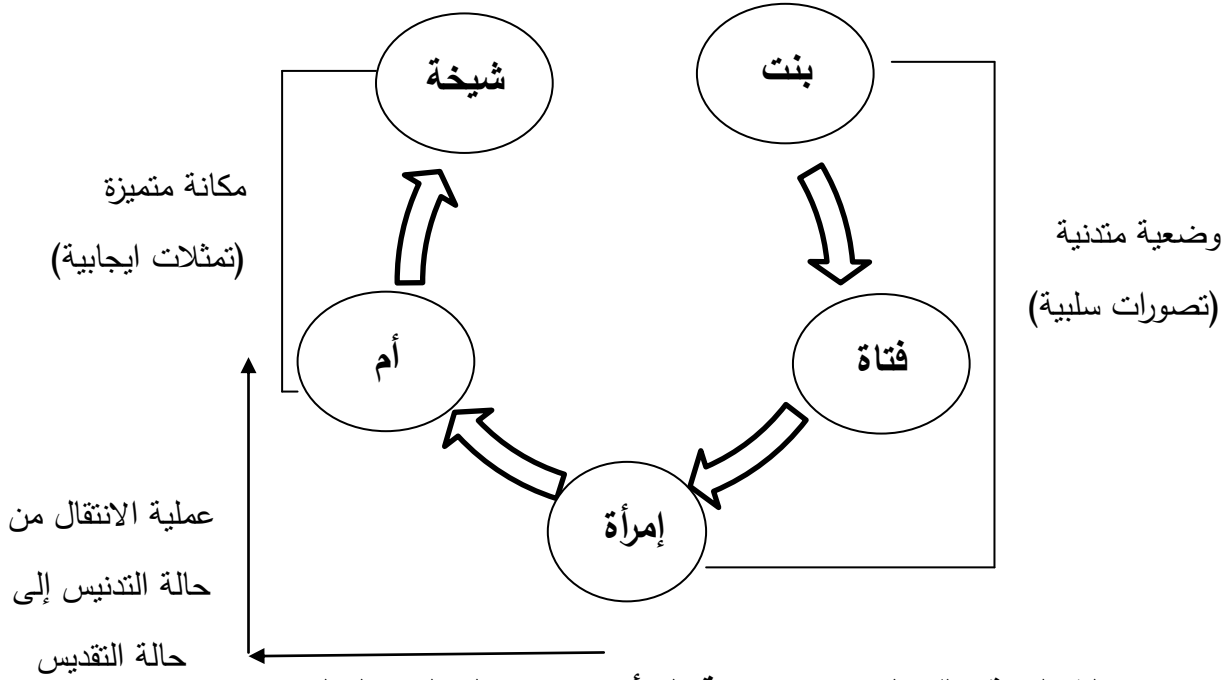 شيخة
بنت
مكانة متميزة
(تمثلات ايجابية)
وضعية متدنية
(تصورات سلبية)
أم
فتاة
إمرأة
عملية الانتقال من
حالة التدنيس إلى
حالة التقديس